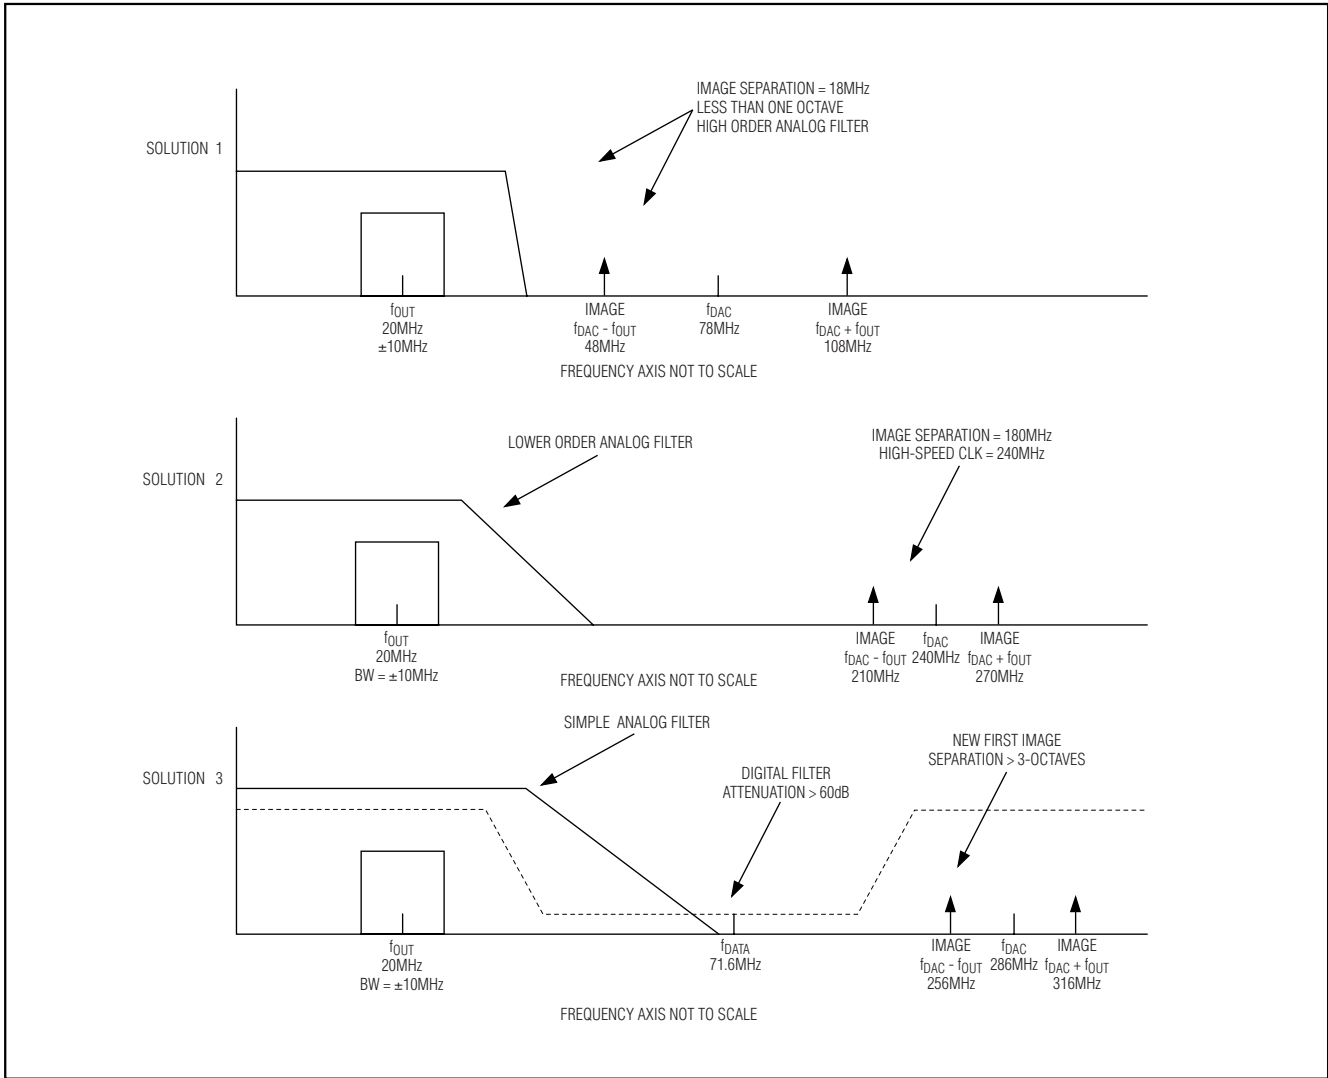 IMAGE SEPARATION = 18MHz
LESS THAN ONE OCTAVE
HIGH ORDER ANALOG FILTER
SOLUTION 1
fOUT
20MHz
±10MHz
IMAGE
fDAC - fOUT
48MHz
fDAC
78MHz
IMAGE
fDAC + fOUT
108MHz
FREQUENCY AXIS NOT TO SCALE
LOWER ORDER ANALOG FILTER
IMAGE SEPARATION = 180MHz
HIGH-SPEED CLK = 240MHz
SOLUTION 2
fOUT
20MHz
BW = ±10MHz
IMAGE
fDAC - fOUT
210MHz
fDAC
240MHz
IMAGE
fDAC + fOUT
270MHz
FREQUENCY AXIS NOT TO SCALE
SIMPLE ANALOG FILTER
NEW FIRST IMAGE
SEPARATION > 3-OCTAVES
DIGITAL FILTER
ATTENUATION > 60dB
SOLUTION 3
fOUT
20MHz
BW = ±10MHz
fDATA
71.6MHz
IMAGE
fDAC - fOUT
256MHz
fDAC
286MHz
IMAGE
fDAC + fOUT
316MHz
FREQUENCY AXIS NOT TO SCALE